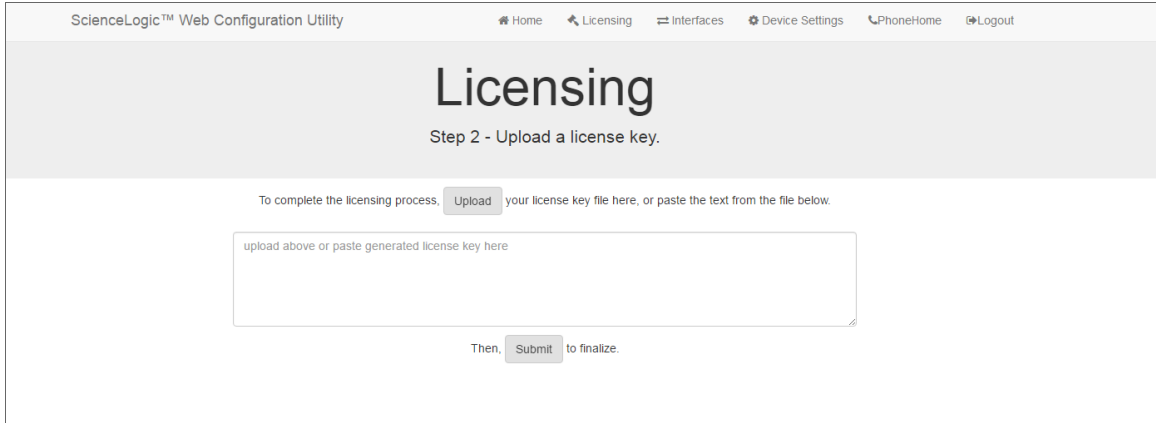 ScienceLogic™ Web Configuration Utility Home Licensing Interfaces Device Settings PhoneHome Logout
Licensing
Step 2 - Upload a license key.
To complete the licensing process, Upload your license key file here, or paste the text from the file below.
upload above or paste generated license key here
Then, Submit to finalize.